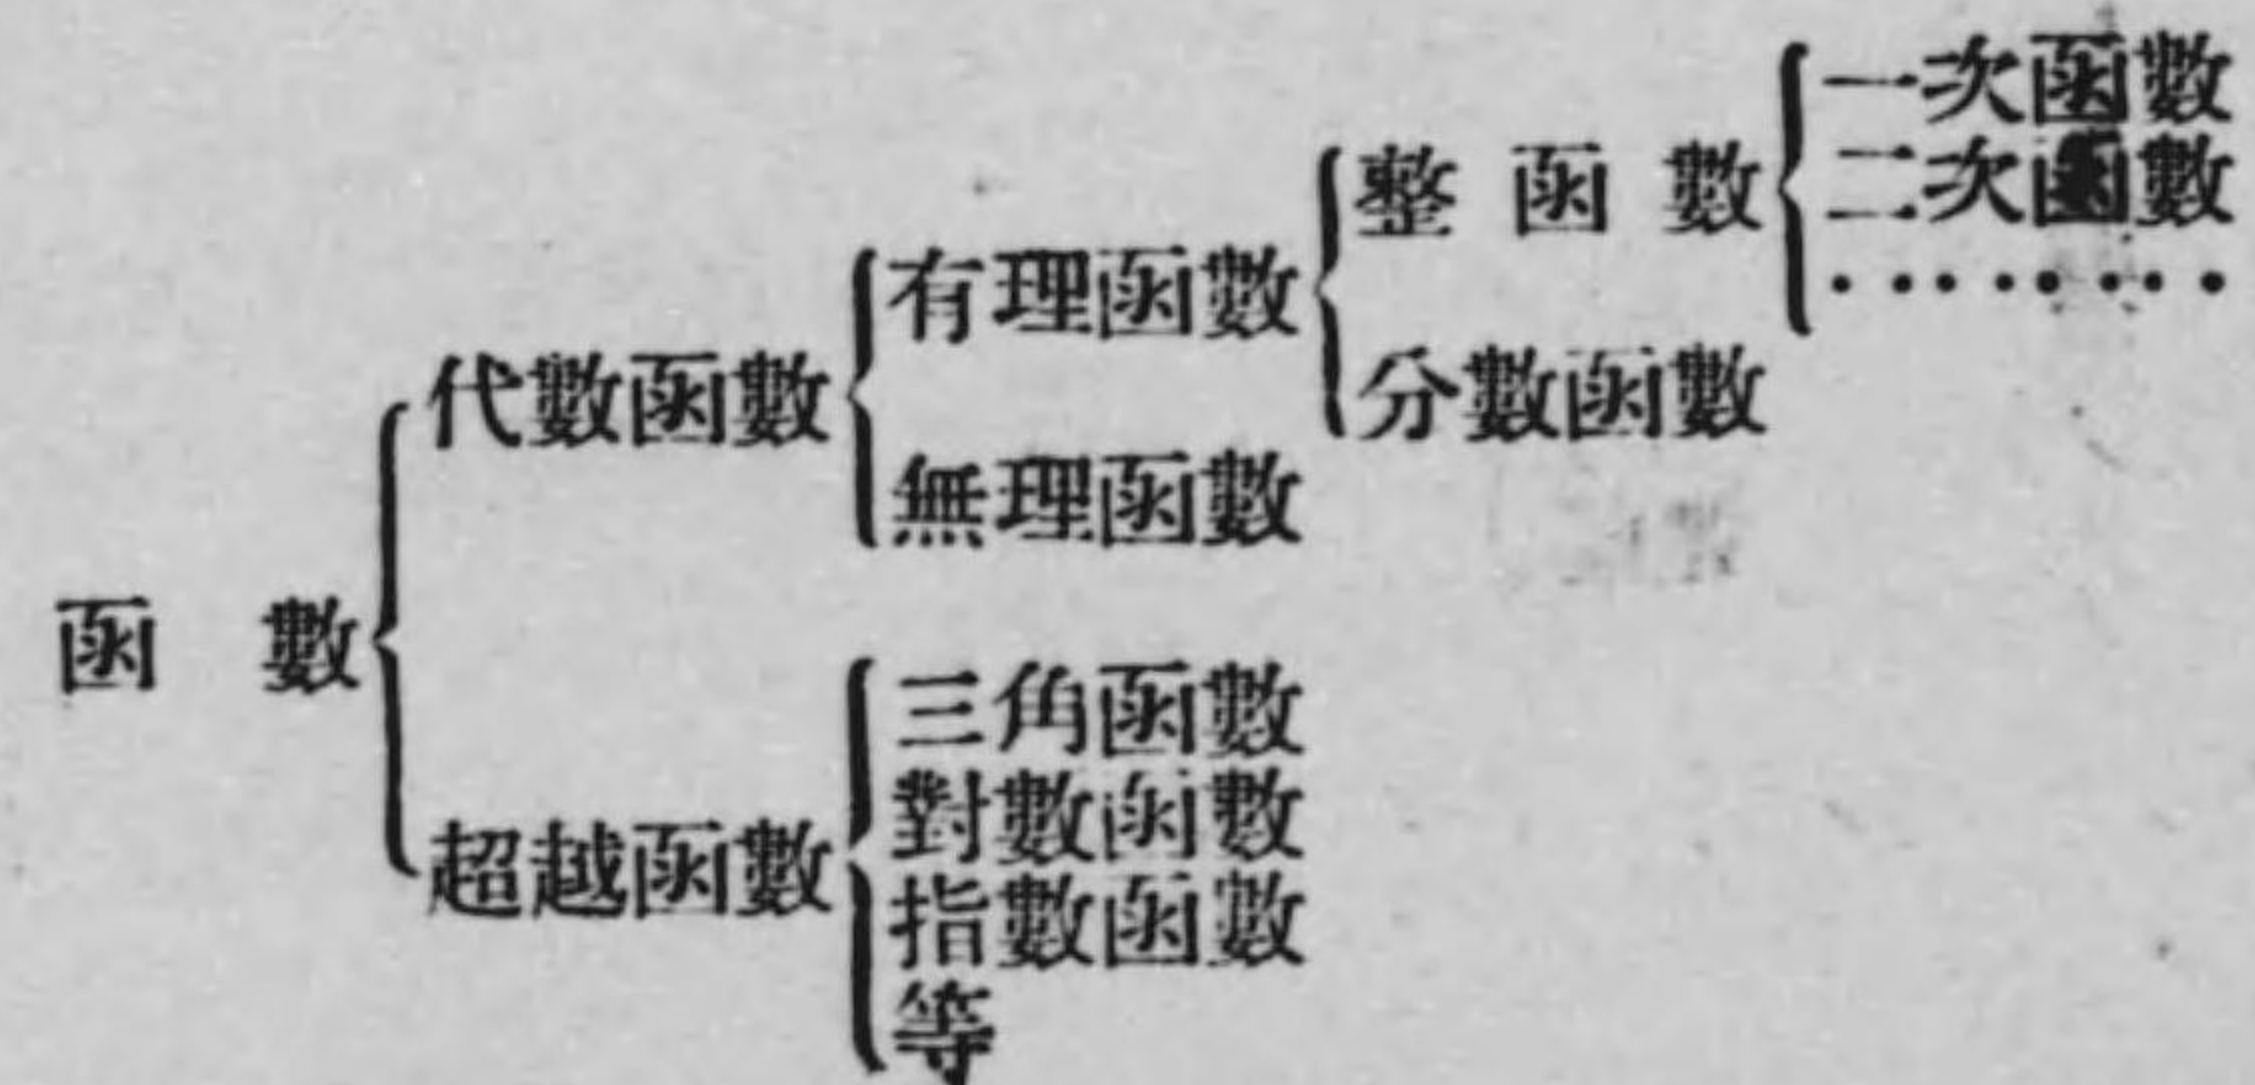 一次函數
二次函數
整函數
·········
有理函數
分數函數
代數函數
無理函數
函數
三角函數
對數函數
超越函數
指數函數
等